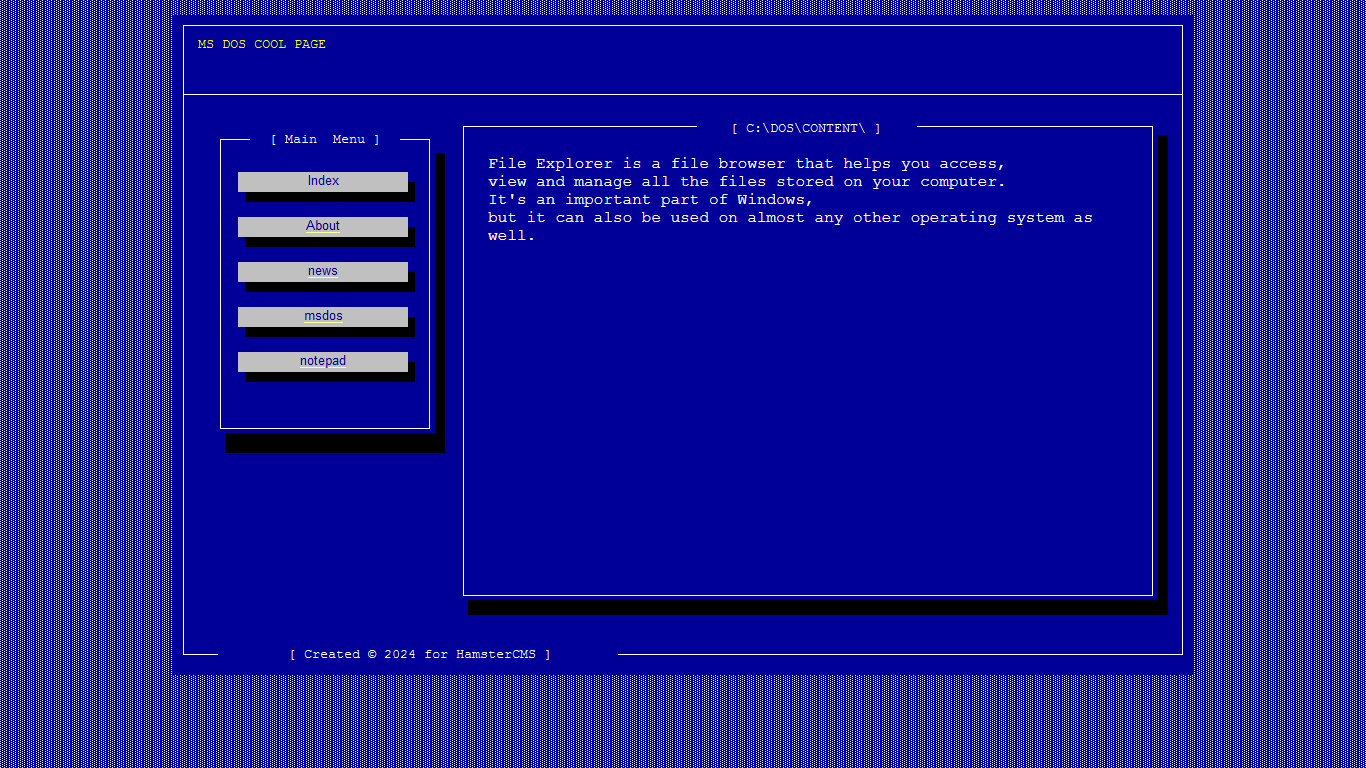 MS DOS COOL PAGE
[ Main  Menu ]
Index
About
news
msdos
notepad
[ C:\DOS\CONTENT\ ]
File Explorer is a file browser that helps you access,
view and manage all the files stored on your computer.
It's an important part of Windows,
but it can also be used on almost any other operating system as
well.
[ Created © 2024 for HamsterCMS ]